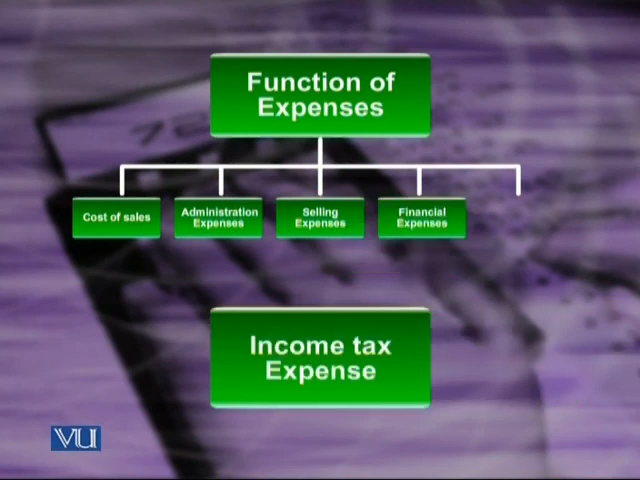 Function of
Expenses
Cost of sales
Administration
Expenses
Selling
Expenses
Financial
Expenses
Income tax
Expense
VU